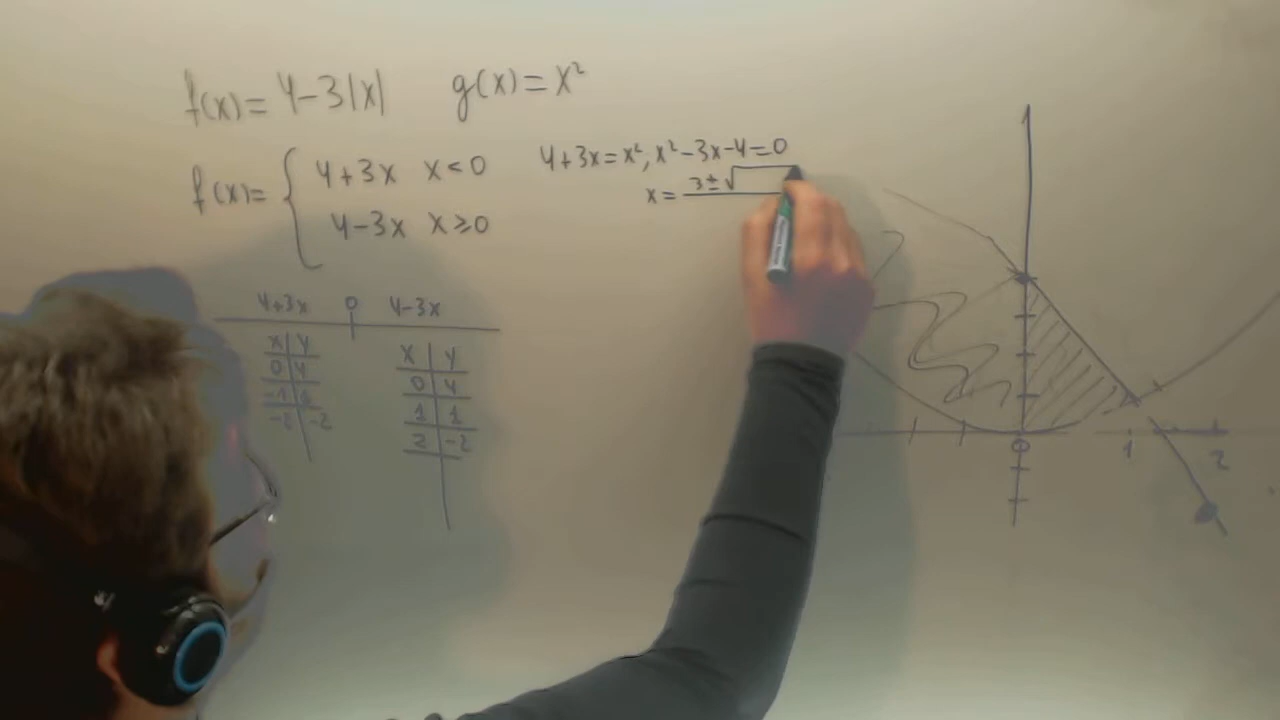 f(x)= 4-3|x| g(x)=x²
f(x)= { 4+3x x<0
4-3x x≥0
4+3x=x², x²-3x-4=0
x= 3±√
4+3x 0 4-3x
x y
0 4
-1 1
-2 -2
x y
0 4
1 1
2 -2
0 1 2